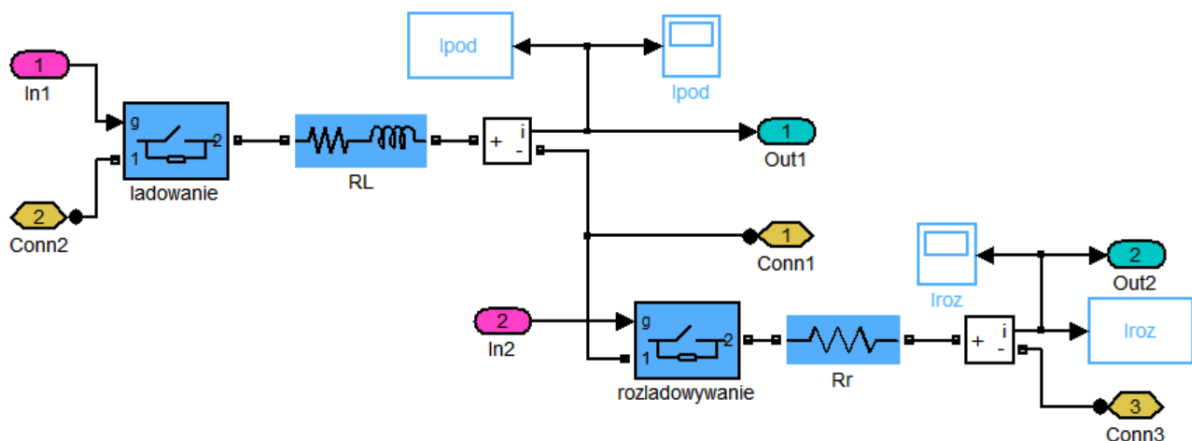 Ipod
Ipod
1
In1
g
1
2
ladowanie
RL
+
i
-
1
Out1
2
Conn2
1
Conn1
Iroz
2
Out2
2
In2
g
1
2
rozladowywanie
Rr
+
i
-
Iroz
3
Conn3